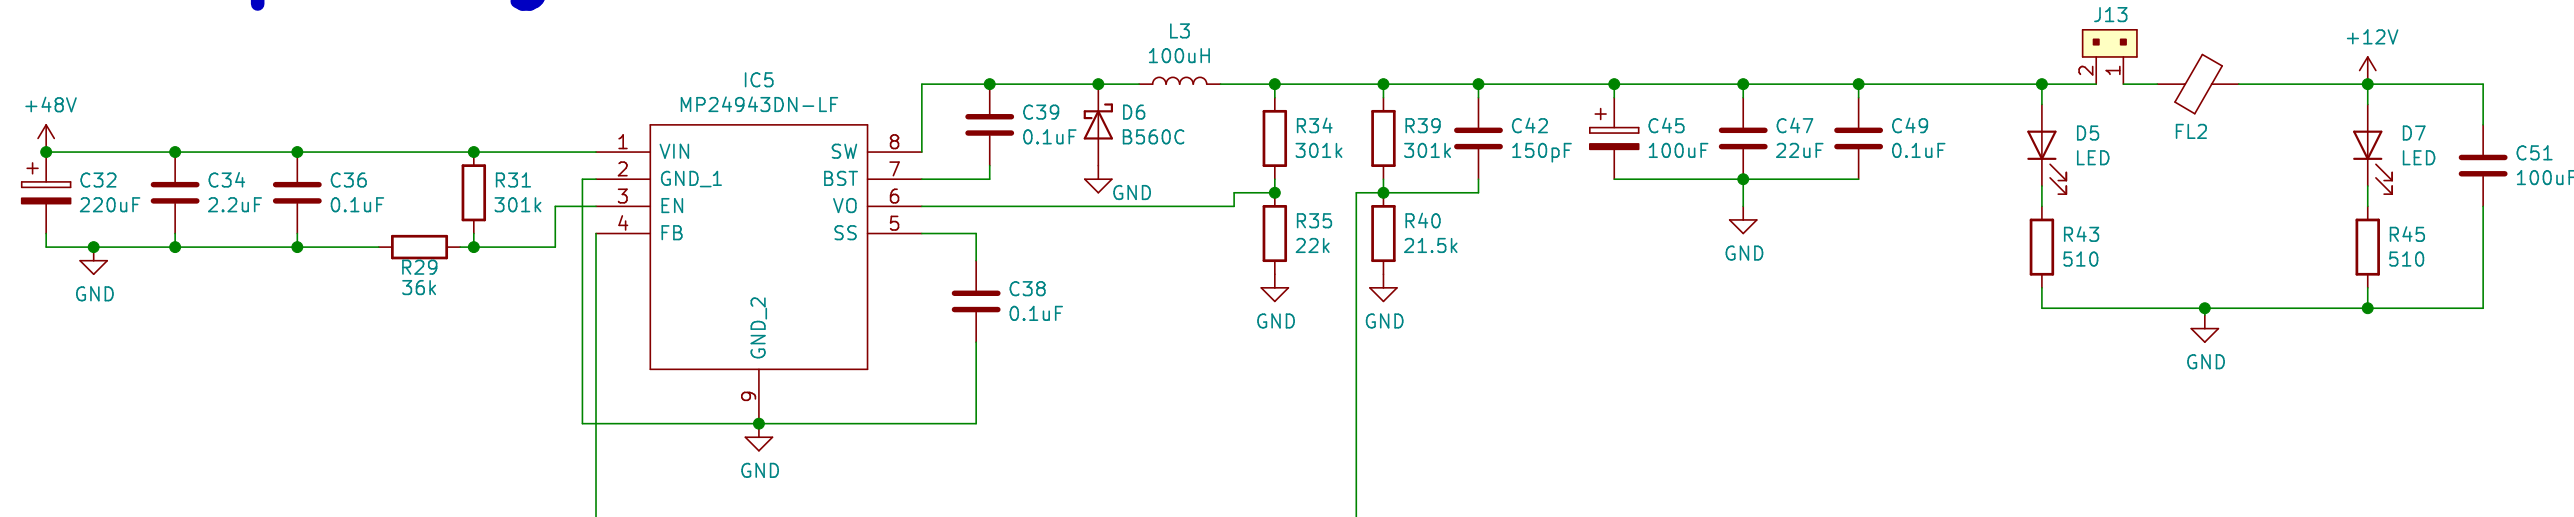 J13
L3
100uH
+12V
2
1
IC5
MP24943DN-LF
+48V
C39
0.1uF
D6
B560C
R34
301k
R39
301k
C42
150pF
C45
100uF
C47
22uF
C49
0.1uF
FL2
D5
LED
D7
LED
C51
100uF
+
C32
220uF
C34
2.2uF
C36
0.1uF
R31
301k
1
2
3
4
VIN
GND_1
EN
FB
SW
BST
VO
SS
8
7
6
5
GND
+
R35
22k
R40
21.5k
R43
510
R45
510
GND
R29
36k
GND
GND_2
9
C38
0.1uF
GND
GND
GND
GND